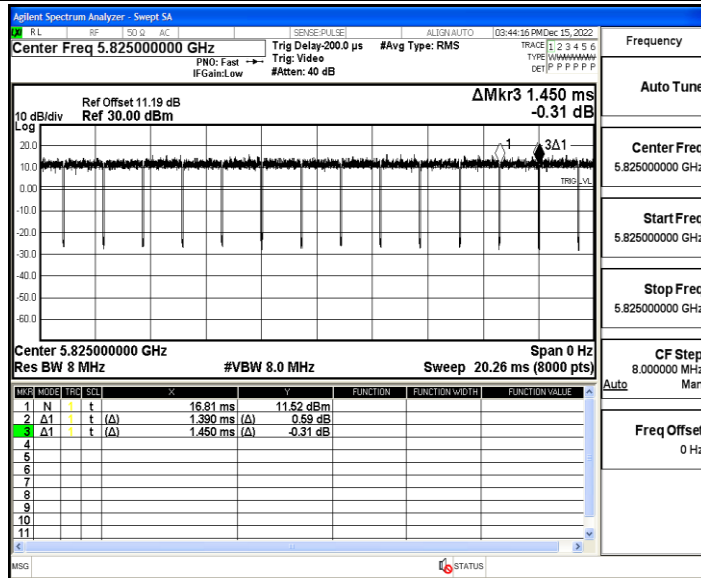 Agilent Spectrum Analyzer - Swept SA
RL RF 50 Ω AC SENSE:PULSE ALIGN AUTO 03:44:16 PM Dec 15, 2022
Center Freq 5.825000000 GHz
PNO: Fast
IFGain:Low
Trig Delay-200.0 µs
Trig: Video
#Atten: 40 dB
#Avg Type: RMS
TRACE 1 2 3 4 5 6
TYPE WWWWWW
DET P P P P P P
ΔMkr3 1.450 ms
-0.31 dB
Ref Offset 11.19 dB
10 dB/div Ref 30.00 dBm
Log
20.0
10.0
0.00
-10.0
-20.0
-30.0
-40.0
-50.0
-60.0
1
3Δ1
TRIG LVL
Center 5.825000000 GHz Span 0 Hz
Res BW 8 MHz #VBW 8.0 MHz Sweep 20.26 ms (8000 pts)
MKR MODE TRC SCL X Y FUNCTION FUNCTION WIDTH FUNCTION VALUE
1 N 1 t 16.81 ms 11.52 dBm
2 Δ1 1 t (Δ) 1.390 ms (Δ) 0.59 dB
3 Δ1 1 t (Δ) 1.450 ms (Δ) -0.31 dB
4
5
6
7
8
9
10
11
MSG STATUS
Frequency
Auto Tune
Center Freq
5.825000000 GHz
Start Freq
5.825000000 GHz
Stop Freq
5.825000000 GHz
CF Step
8.000000 MHz
Auto Man
Freq Offset
0 Hz